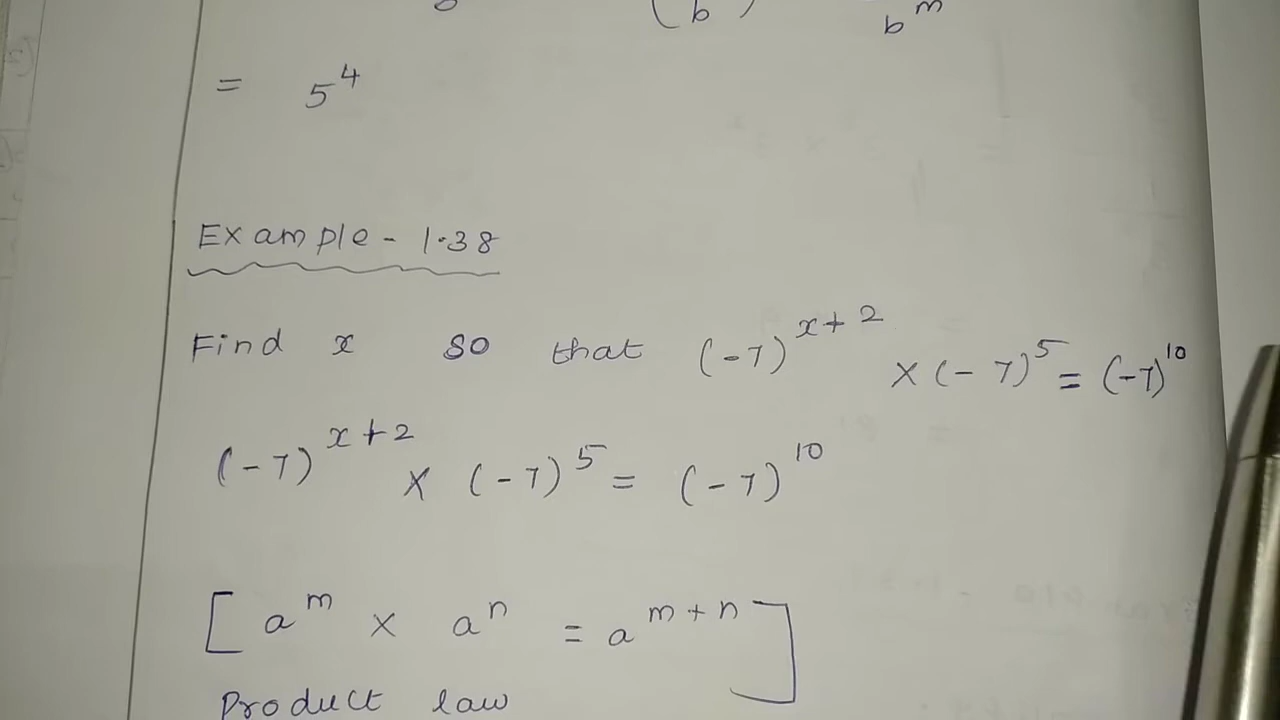 (b) b^m
= 5^4
Example - 1.38
Find x so that (-7)^{x+2} × (-7)^5 = (-7)^{10}
(-7)^{x+2} × (-7)^5 = (-7)^{10}
[a^m × a^n = a^{m+n}]
Product law